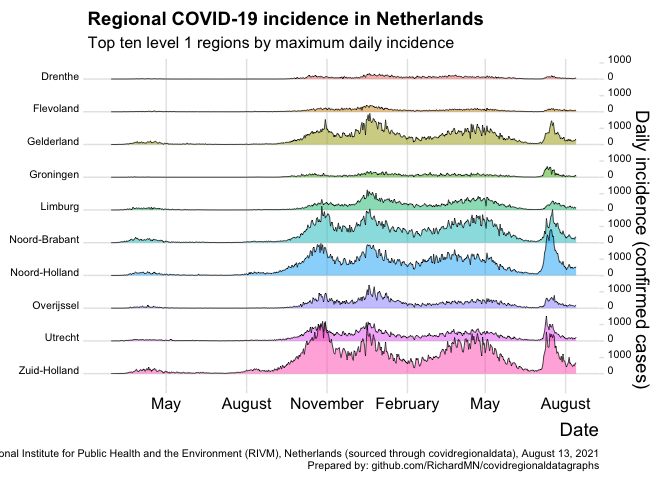 Regional COVID-19 incidence in Netherlands
Top ten level 1 regions by maximum daily incidence
1000
Drenthe 0
1000
Flevoland 0
1000
Gelderland 0
1000
Groningen 0
1000
Limburg 0
1000
Noord-Brabant 0
1000
Noord-Holland 0
1000
Overijssel 0
1000
Utrecht 0
1000
Zuid-Holland 0
Daily incidence (confirmed cases)
May August November February May August
Date
Institute for Public Health and the Environment (RIVM), Netherlands (sourced through covidregionaldata), August 13, 2021
Prepared by: github.com/RichardMN/covidregionaldatagraphs